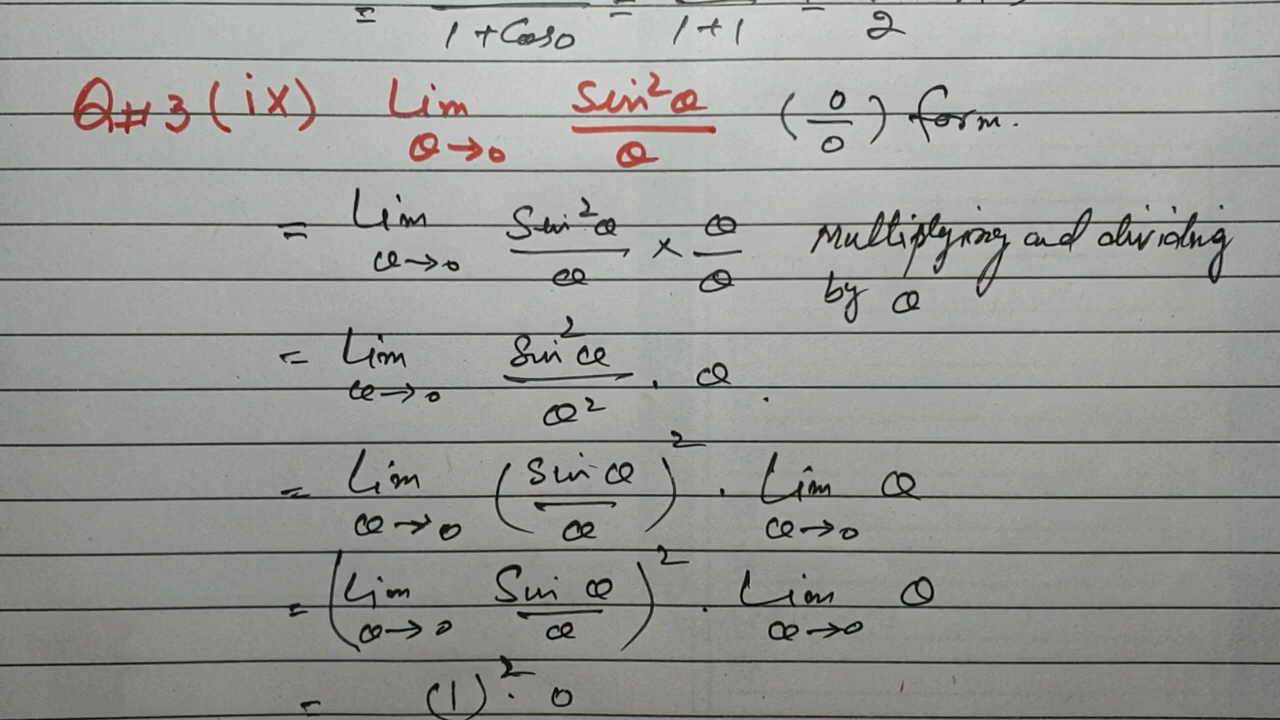 = 1 + Cos0 = 1 + 1 = 2
Q#3 (ix) Lim θ→0 Sin²θ/θ (0/0) form.
= Lim θ→0 Sin²θ/θ × θ/θ Multiplying and dividing
by θ
= Lim θ→0 Sin²θ/θ² . θ
= Lim θ→0 (Sin θ/θ)² . Lim θ→0 θ
= (Lim θ→0 Sin θ/θ)² . Lim θ→0 θ
= (1)² . 0